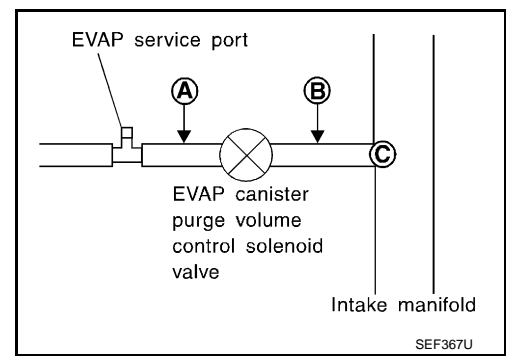 EVAP service port
A
B
C
EVAP canister
purge volume
control solenoid
valve
Intake manifold
SEF367U